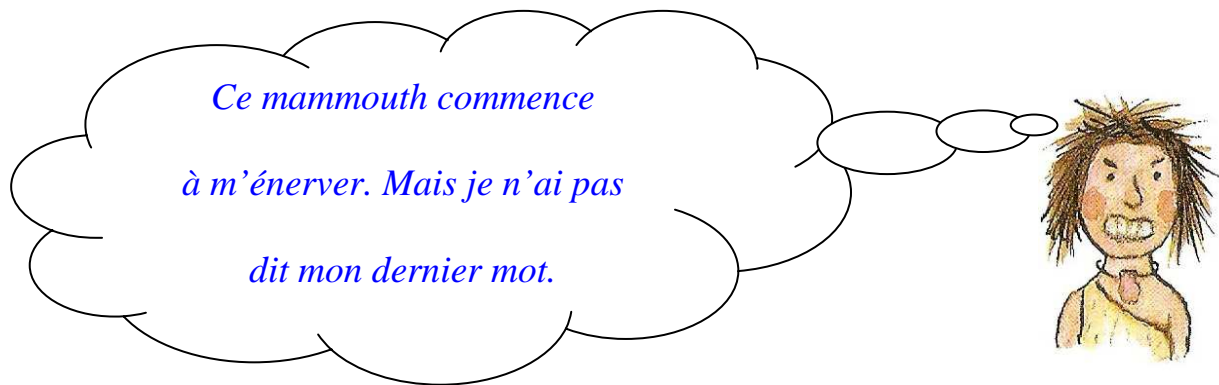 Ce mammouth commence
à m’énerver. Mais je n’ai pas
dit mon dernier mot.